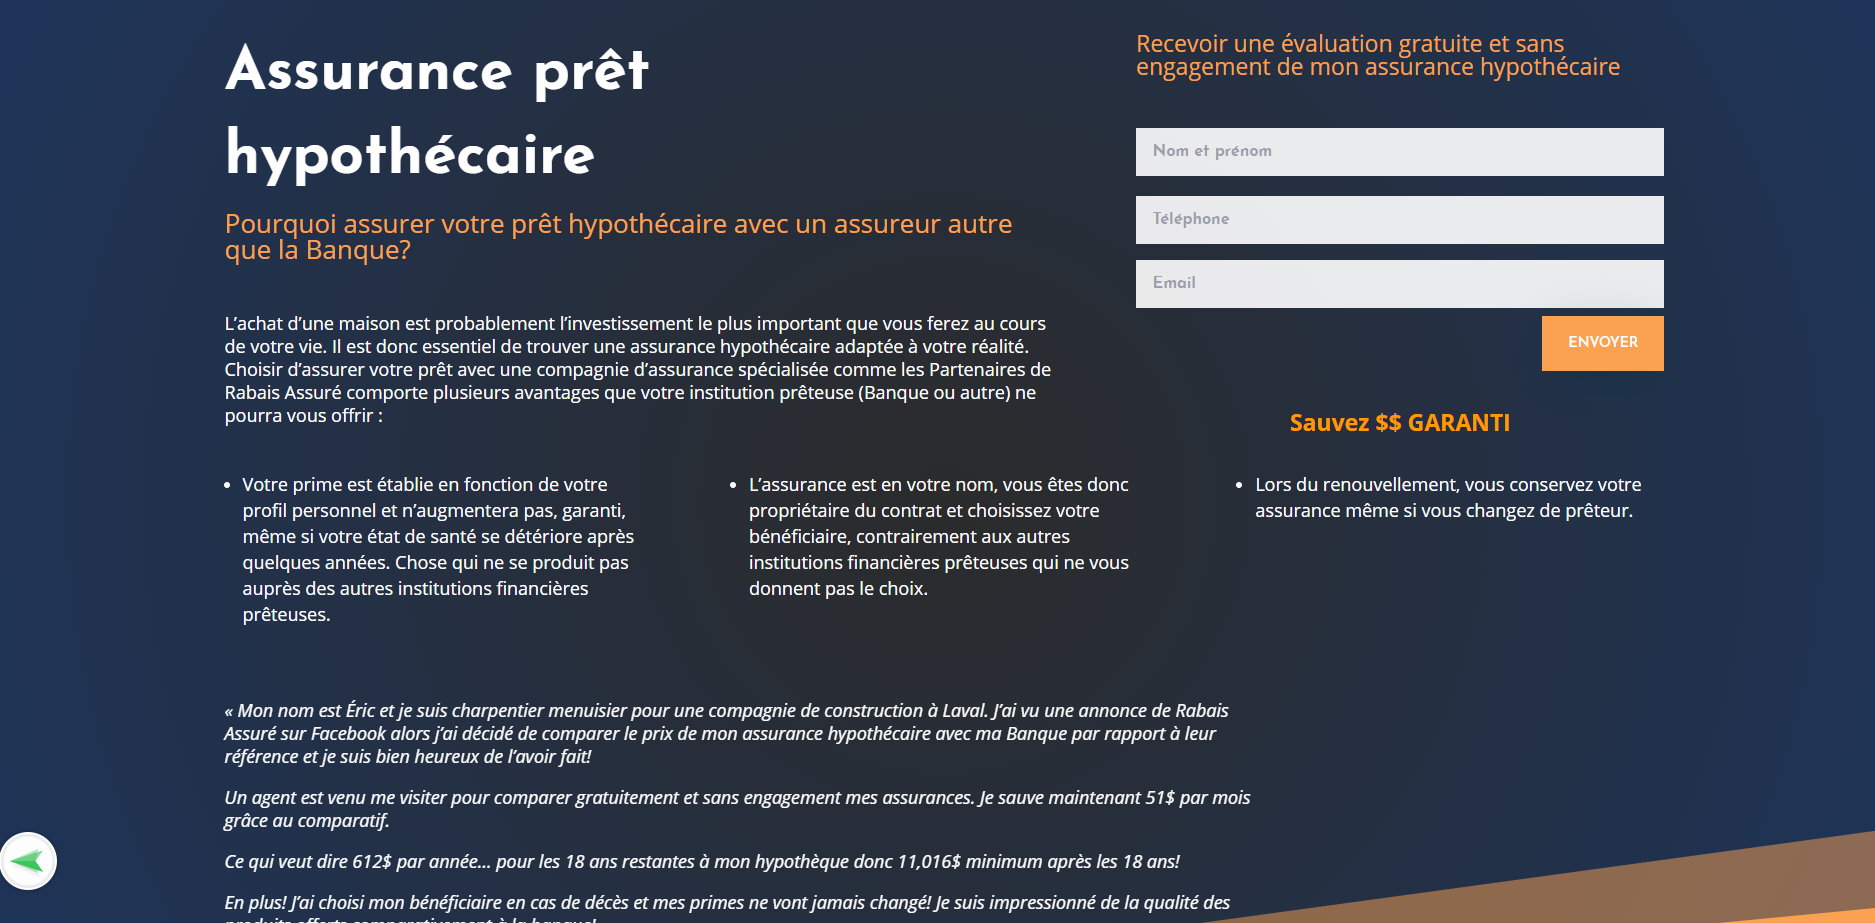 Assurance prêt
hypothécaire
Pourquoi assurer votre prêt hypothécaire avec un assureur autre
que la Banque?
L’achat d’une maison est probablement l’investissement le plus important que vous ferez au cours
de votre vie. Il est donc essentiel de trouver une assurance hypothécaire adaptée à votre réalité.
Choisir d’assurer votre prêt avec une compagnie d’assurance spécialisée comme les Partenaires de
Rabais Assuré comporte plusieurs avantages que votre institution prêteuse (Banque ou autre) ne
pourra vous offrir :
Recevoir une évaluation gratuite et sans
engagement de mon assurance hypothécaire
Nom et prénom
Téléphone
Email
ENVOYER
Sauvez $$ GARANTI
• Votre prime est établie en fonction de votre
profil personnel et n’augmentera pas, garanti,
même si votre état de santé se détériore après
quelques années. Chose qui ne se produit pas
auprès des autres institutions financières
prêteuses.
• L’assurance est en votre nom, vous êtes donc
propriétaire du contrat et choisissez votre
bénéficiaire, contrairement aux autres
institutions financières prêteuses qui ne vous
donnent pas le choix.
• Lors du renouvellement, vous conservez votre
assurance même si vous changez de prêteur.
« Mon nom est Éric et je suis charpentier menuisier pour une compagnie de construction à Laval. J’ai vu une annonce de Rabais
Assuré sur Facebook alors j’ai décidé de comparer le prix de mon assurance hypothécaire avec ma Banque par rapport à leur
référence et je suis bien heureux de l’avoir fait!
Un agent est venu me visiter pour comparer gratuitement et sans engagement mes assurances. Je sauve maintenant 51$ par mois
grâce au comparatif.
Ce qui veut dire 612$ par année… pour les 18 ans restantes à mon hypothèque donc 11,016$ minimum après les 18 ans!
En plus! J’ai choisi mon bénéficiaire en cas de décès et mes primes ne vont jamais changé! Je suis impressionné de la qualité des
produits offerts comparativement à la banque!